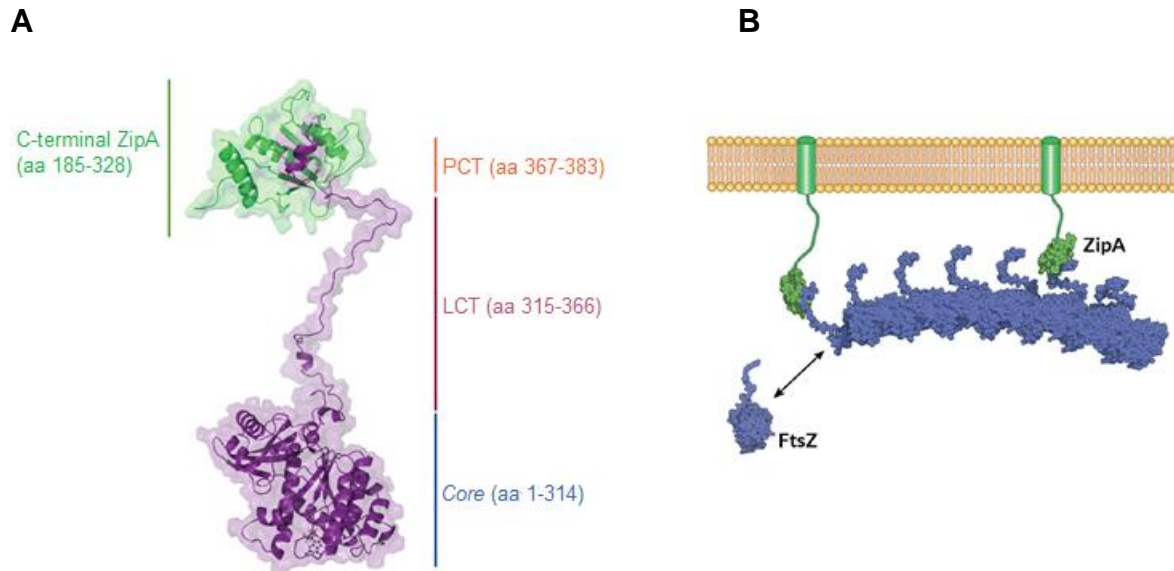 A
B
C-terminal ZipA
(aa 185-328)
PCT (aa 367-383)
LCT (aa 315-366)
Core (aa 1-314)
ZipA
FtsZ